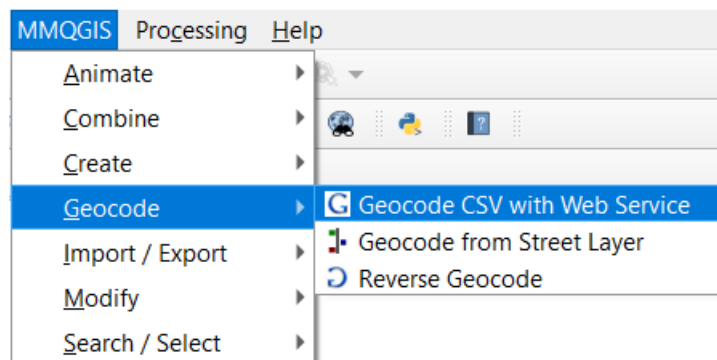 MMQGIS Processing Help
Animate
Combine
Create
Geocode
Geocode CSV with Web Service
Geocode from Street Layer
Reverse Geocode
Import / Export
Modify
Search / Select